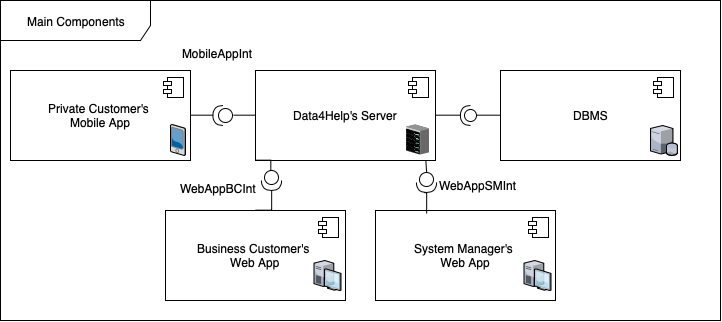 Main Components
MobileAppInt
Private Customer's
Mobile App
Data4Help's Server
DBMS
WebAppBCInt
WebAppSMInt
Business Customer's
Web App
System Manager's
Web App